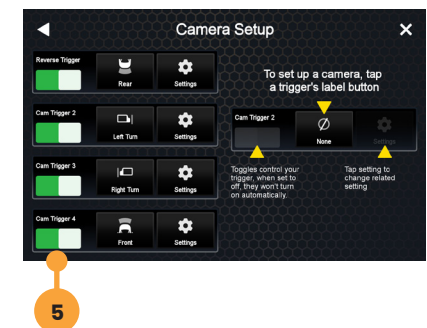 Camera Setup
Reverse Trigger
Rear
Settings
Cam Trigger 2
Left Turn
Settings
Cam Trigger 3
Right Turn
Settings
Cam Trigger 4
Front
Settings
To set up a camera, tap
a trigger's label button
Cam Trigger 2
None
Settings
Toggles control your
trigger, when set to
off, they won't turn
on automatically.
Tap setting to
change related
setting
5